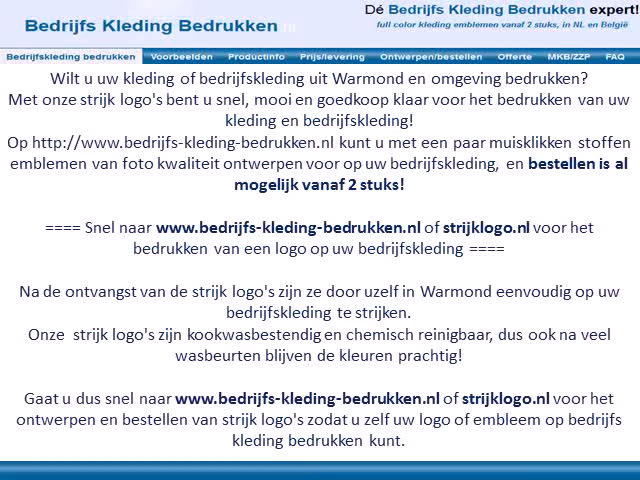 Bedrijfs Kleding Bedrukken.nl
Dé Bedrijfs Kleding Bedrukken expert!
full color kleding emblemen vanaf 2 stuks, in NL en België
Bedrijfskleding bedrukken Voorbeelden Productinfo Prijs/levering Ontwerpen/bestellen Offerte MKB/ZZP FAQ
Wilt u uw kleding of bedrijfskleding uit Warmond en omgeving bedrukken?
Met onze strijk logo's bent u snel, mooi en goedkoop klaar voor het bedrukken van uw
kleding en bedrijfskleding!
Op http://www.bedrijfs-kleding-bedrukken.nl kunt u met een paar muisklikken stoffen
emblemen van foto kwaliteit ontwerpen voor op uw bedrijfskleding, en bestellen is al
mogelijk vanaf 2 stuks!
==== Snel naar www.bedrijfs-kleding-bedrukken.nl of strijklogo.nl voor het
bedrukken van een logo op uw bedrijfskleding ====
Na de ontvangst van de strijk logo's zijn ze door uzelf in Warmond eenvoudig op uw
bedrijfskleding te strijken.
Onze strijk logo's zijn kookwasbestendig en chemisch reinigbaar, dus ook na veel
wasbeurten blijven de kleuren prachtig!
Gaat u dus snel naar www.bedrijfs-kleding-bedrukken.nl of strijklogo.nl voor het
ontwerpen en bestellen van strijk logo's zodat u zelf uw logo of embleem op bedrijfs
kleding bedrukken kunt.